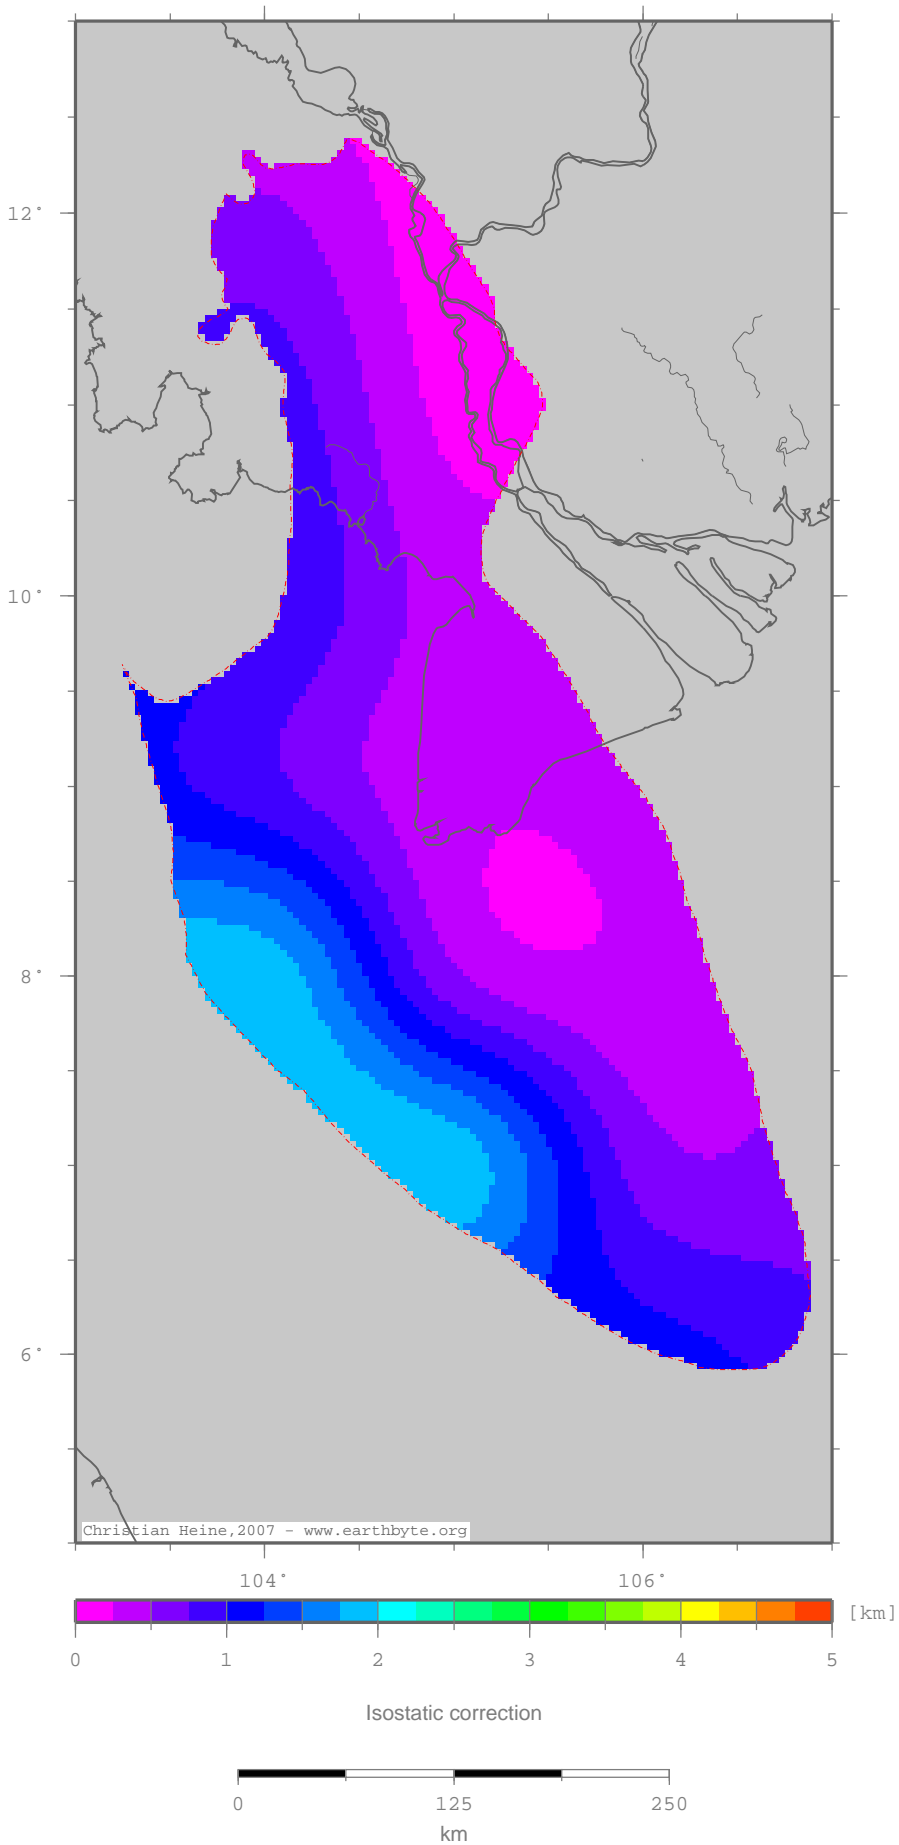 12°
10°
8°
6°
Christian Heine,2007 - www.earthbyte.org
104°
106°
[km]
0 1 2 3 4 5
Isostatic correction
0 125 250
km